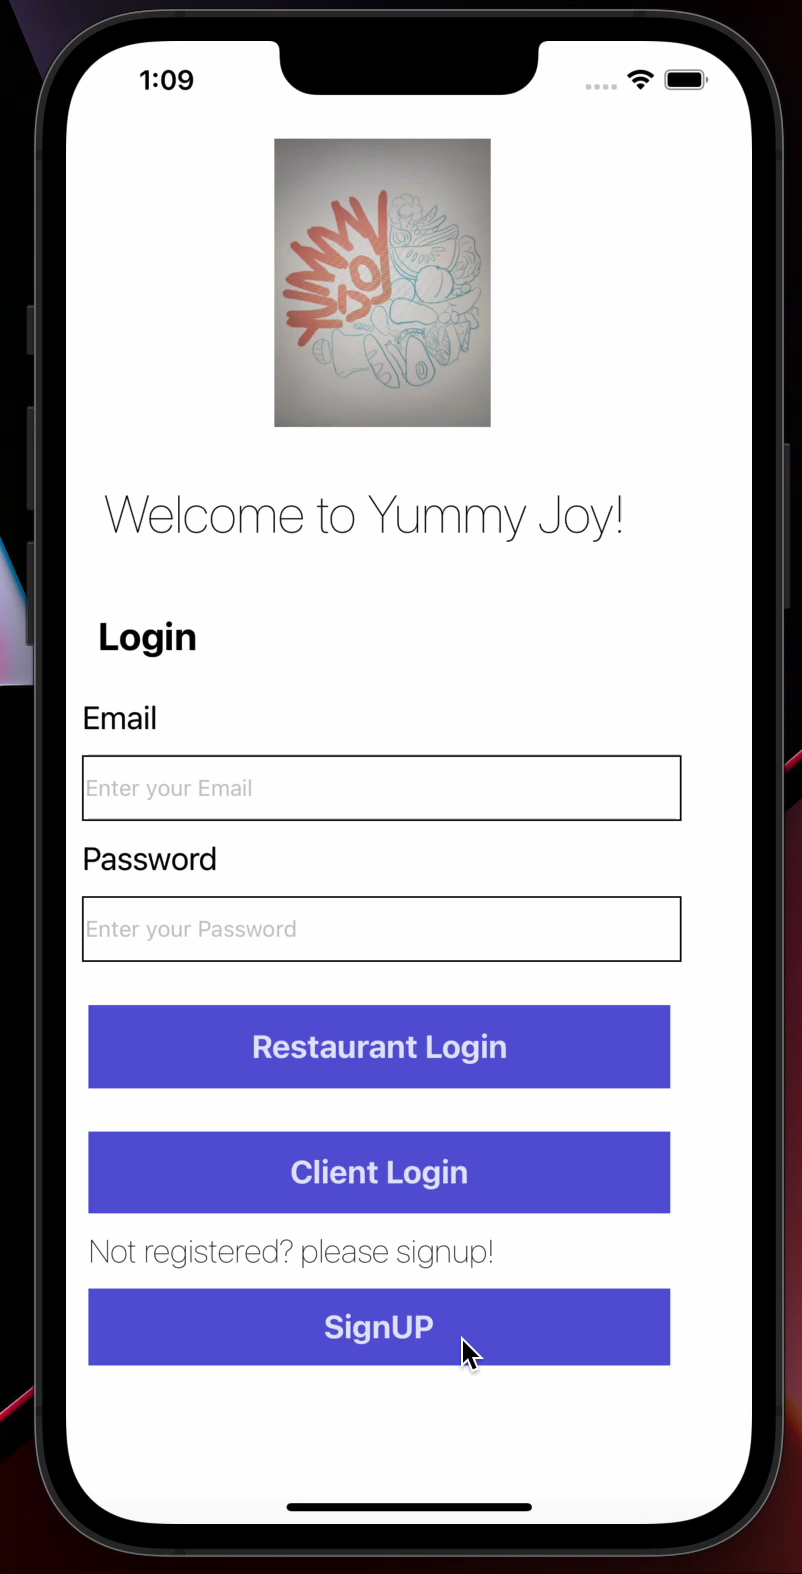 1:09
YUMMY
JOY
Welcome to Yummy Joy!
Login
Email
Enter your Email
Password
Enter your Password
Restaurant Login
Client Login
Not registered? please signup!
SignUP